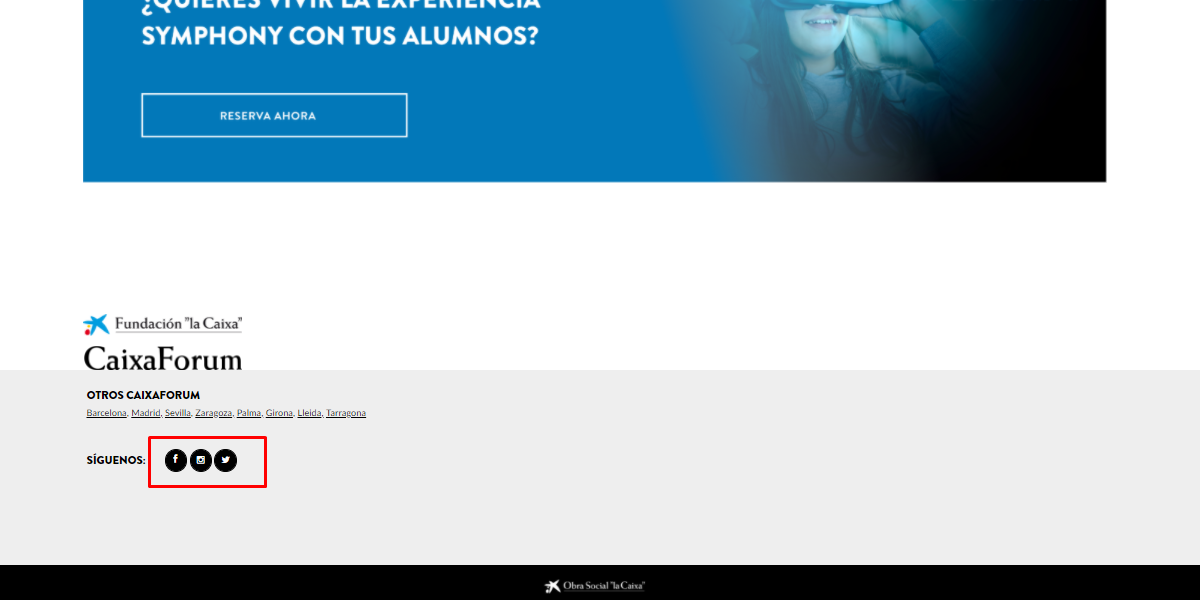 ¿QUIERES VIVIR LA EXPERIENCIA
SYMPHONY CON TUS ALUMNOS?
RESERVA AHORA
Fundación "la Caixa"
CaixaForum
OTROS CAIXAFORUM
Barcelona, Madrid, Sevilla, Zaragoza, Palma, Girona, Lleida, Tarragona
SÍGUENOS:
Obra Social "la Caixa"